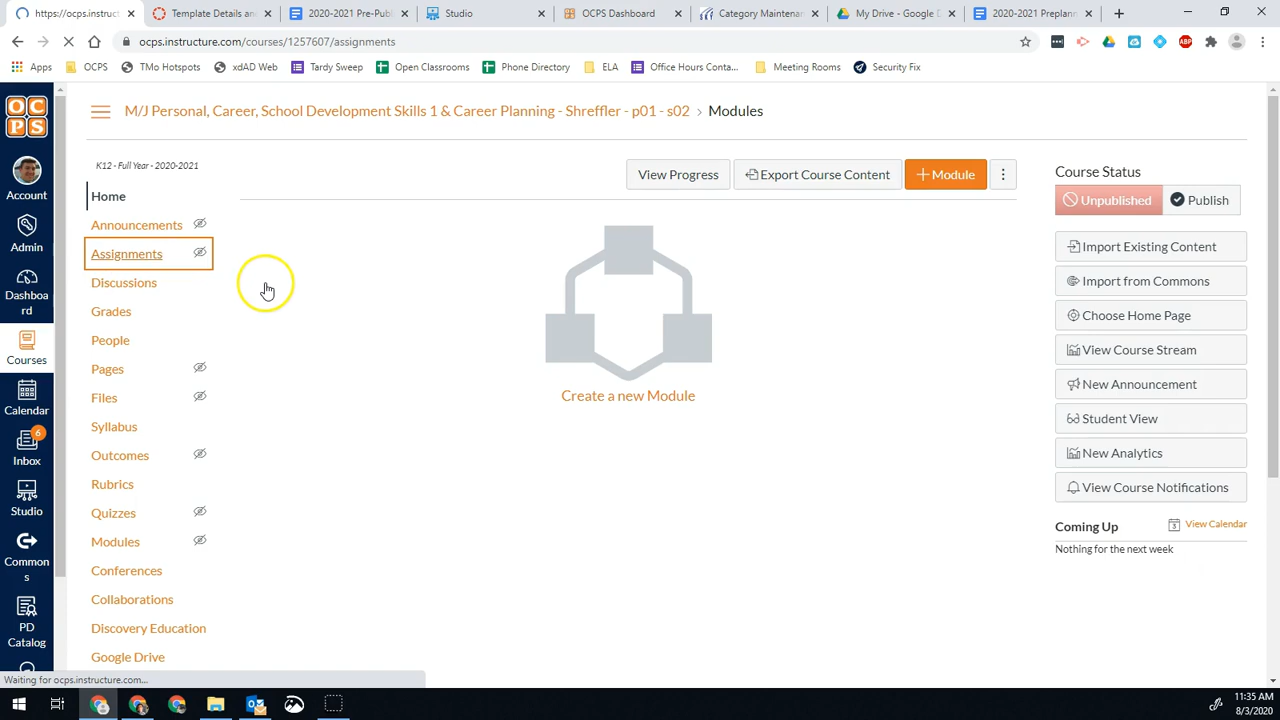 https://ocps.instructure.com/cou
Template Details and
2020-2021 Pre-Publ
Studio
OCPS Dashboard
Category Maintenan
My Drive - Google D
2020-2021 Preplann
ocps.instructure.com/courses/1257607/assignments
Apps
OCPS
TMo Hotspots
xdAD Web
Tardy Sweep
Open Classrooms
Phone Directory
ELA
Office Hours Conta...
Meeting Rooms
Security Fix
OCPS
M/J Personal, Career, School Development Skills 1 & Career Planning - Shreffler - p01 - s02 › Modules
K12 - Full Year - 2020-2021
View Progress
Export Course Content
+ Module
Course Status
Unpublished
Publish
Account
Admin
Dashboa
rd
Courses
Calendar
6
Inbox
Studio
Common
s
PD
Catalog
Home
Announcements
Assignments
Discussions
Grades
People
Pages
Files
Syllabus
Outcomes
Rubrics
Quizzes
Modules
Conferences
Collaborations
Discovery Education
Google Drive
Create a new Module
Import Existing Content
Import from Commons
Choose Home Page
View Course Stream
New Announcement
Student View
New Analytics
View Course Notifications
Coming Up
View Calendar
Nothing for the next week
Waiting for ocps.instructure.com...
11:35 AM
8/3/2020